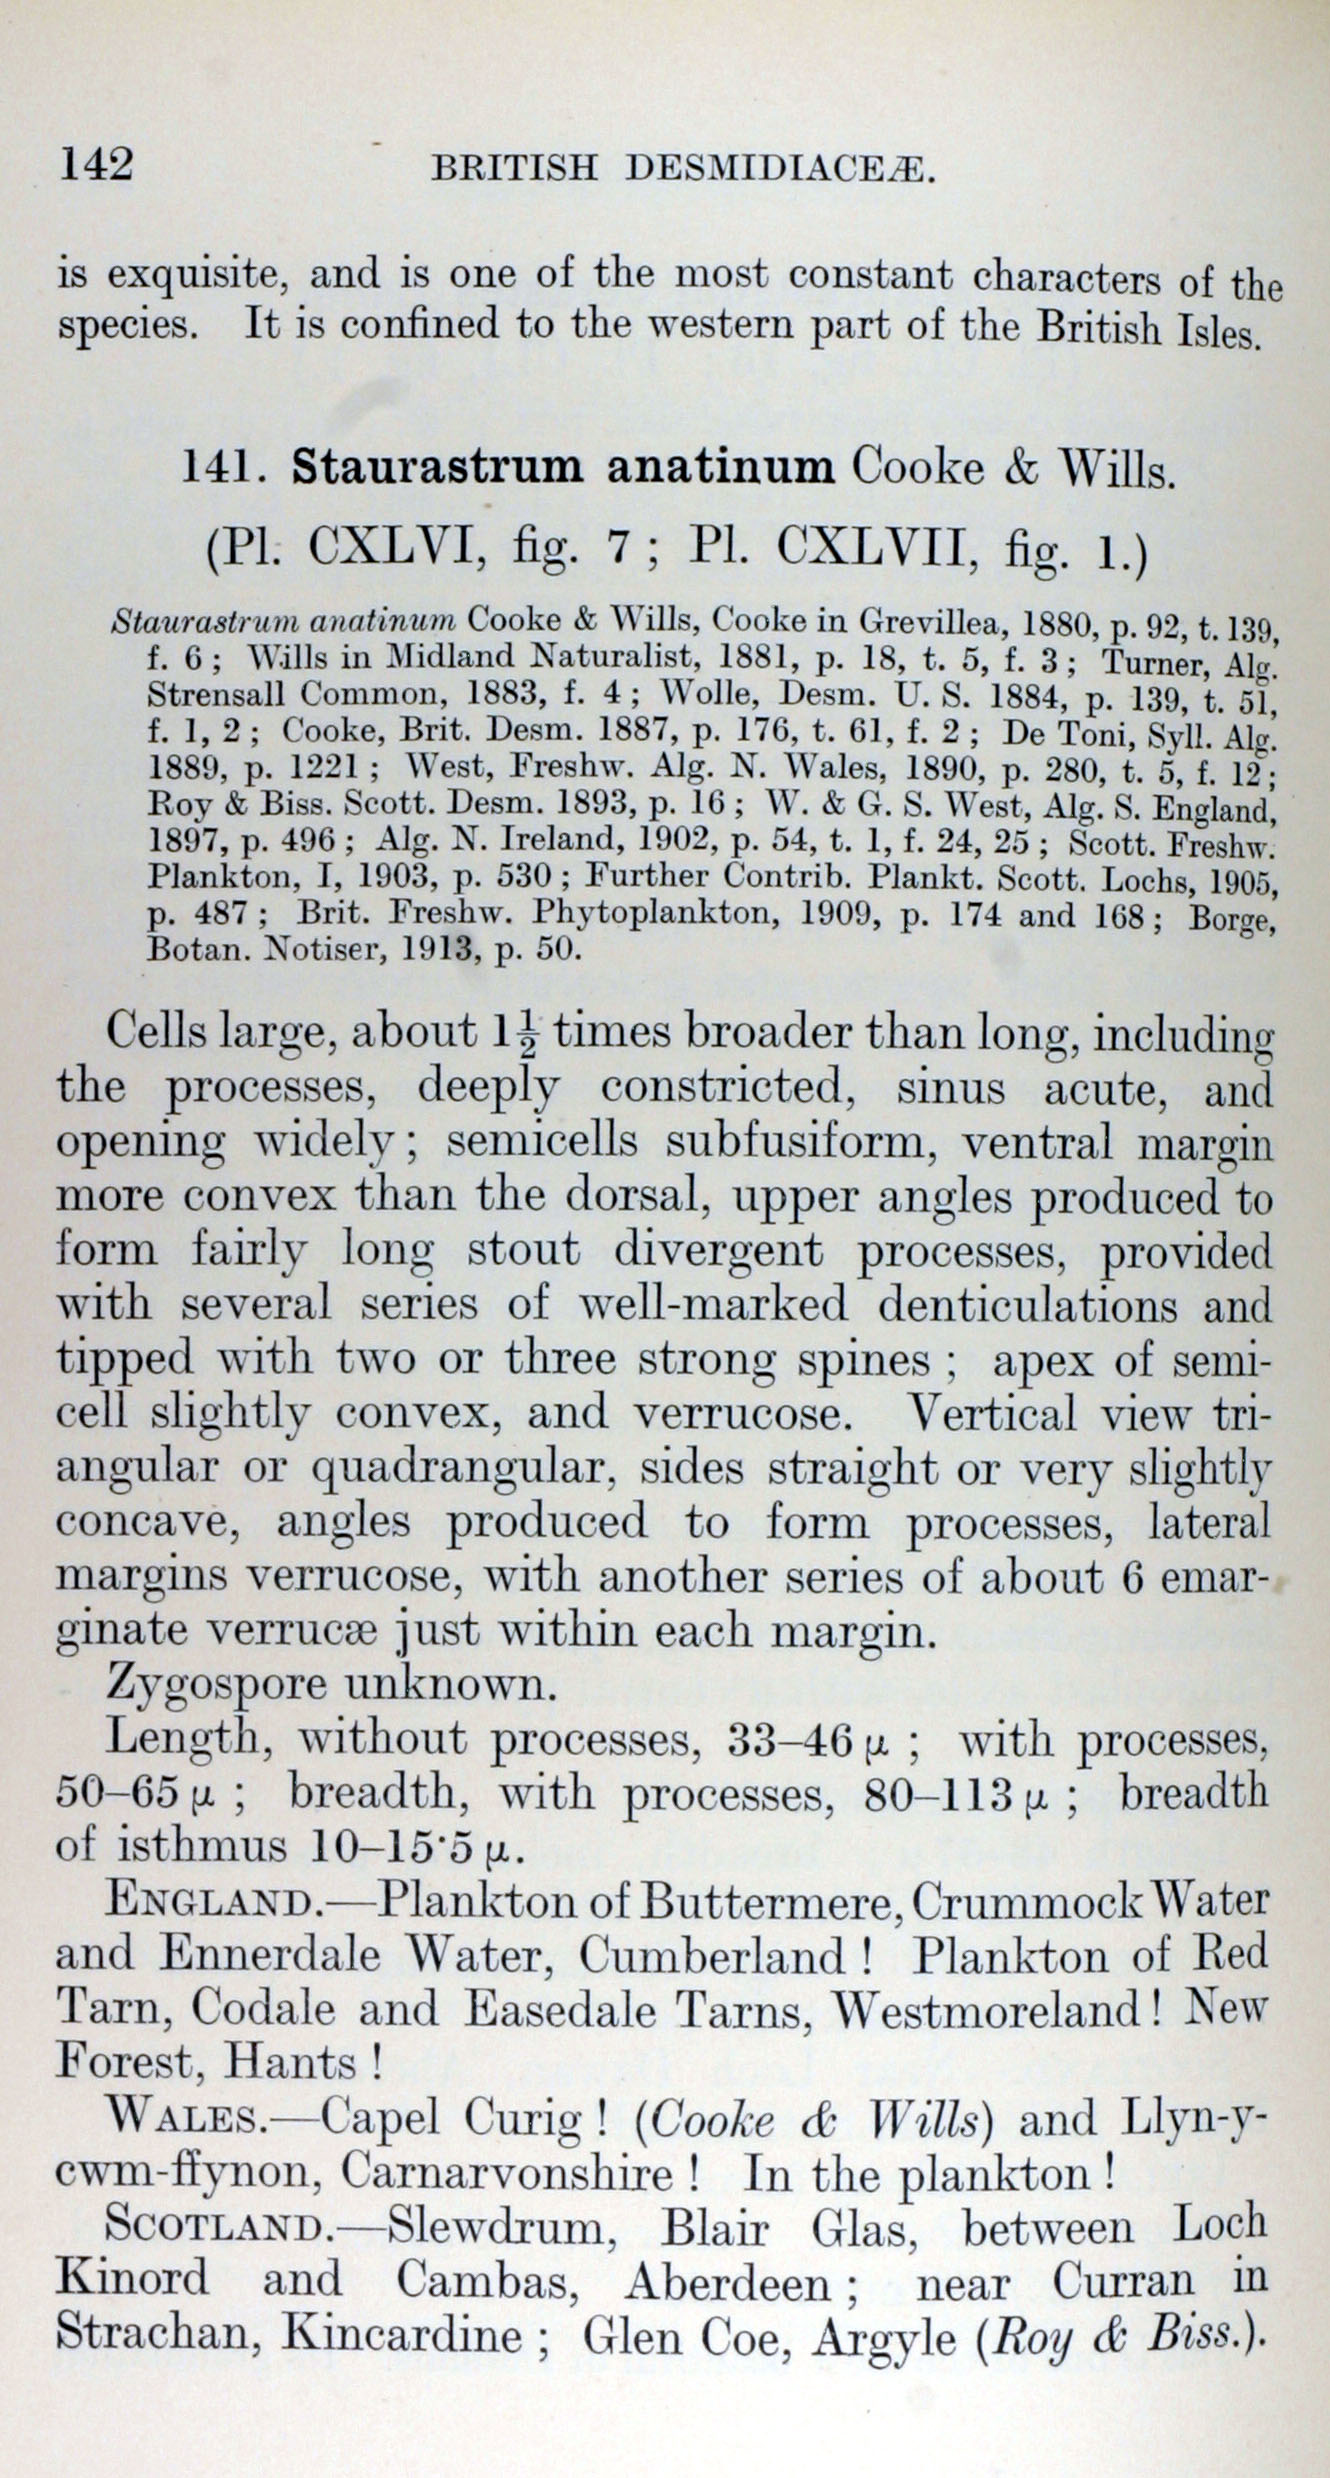 142 BRITISH DESMIDIACEÆ.
is exquisite, and is one of the most constant characters of the
species. It is confined to the western part of the British Isles.
141. Staurastrum anatinum Cooke & Wills.
(Pl. CXLVI, fig. 7 ; Pl. CXLVII, fig. 1.)
Staurastrum anatinum Cooke & Wills, Cooke in Grevillea, 1880, p. 92, t. 139,
f. 6 ; Wills in Midland Naturalist, 1881, p. 18, t. 5, f. 3 ; Turner, Alg.
Strensall Common, 1883, f. 4 ; Wolle, Desm. U. S. 1884, p. 139, t. 51,
f. 1, 2 ; Cooke, Brit. Desm. 1887, p. 176, t. 61, f. 2 ; De Toni, Syll. Alg.
1889, p. 1221 ; West, Freshw. Alg. N. Wales, 1890, p. 280, t. 5, f. 12 ;
Roy & Biss. Scott. Desm. 1893, p. 16 ; W. & G. S. West, Alg. S. England,
1897, p. 496 ; Alg. N. Ireland, 1902, p. 54, t. 1, f. 24, 25 ; Scott. Freshw.
Plankton, I, 1903, p. 530 ; Further Contrib. Plankt. Scott. Lochs, 1905,
p. 487 ; Brit. Freshw. Phytoplankton, 1909, p. 174 and 168 ; Borge,
Botan. Notiser, 1913, p. 50.
Cells large, about 1½ times broader than long, including
the processes, deeply constricted, sinus acute, and
opening widely ; semicells subfusiform, ventral margin
more convex than the dorsal, upper angles produced to
form fairly long stout divergent processes, provided
with several series of well-marked denticulations and
tipped with two or three strong spines ; apex of semi-
cell slightly convex, and verrucose. Vertical view tri-
angular or quadrangular, sides straight or very slightly
concave, angles produced to form processes, lateral
margins verrucose, with another series of about 6 emar-
ginate verrucæ just within each margin.
Zygospore unknown.
Length, without processes, 33–46 µ ; with processes,
50–65 µ ; breadth, with processes, 80–113 µ ; breadth
of isthmus 10–15·5 µ.
ENGLAND.—Plankton of Buttermere, Crummock Water
and Ennerdale Water, Cumberland ! Plankton of Red
Tarn, Codale and Easedale Tarns, Westmoreland ! New
Forest, Hants !
WALES.—Capel Curig ! (Cooke & Wills) and Llyn-y-
cwm-ffynon, Carnarvonshire ! In the plankton !
SCOTLAND.—Slewdrum, Blair Glas, between Loch
Kinord and Cambas, Aberdeen ; near Curran in
Strachan, Kincardine ; Glen Coe, Argyle (Roy & Biss.).